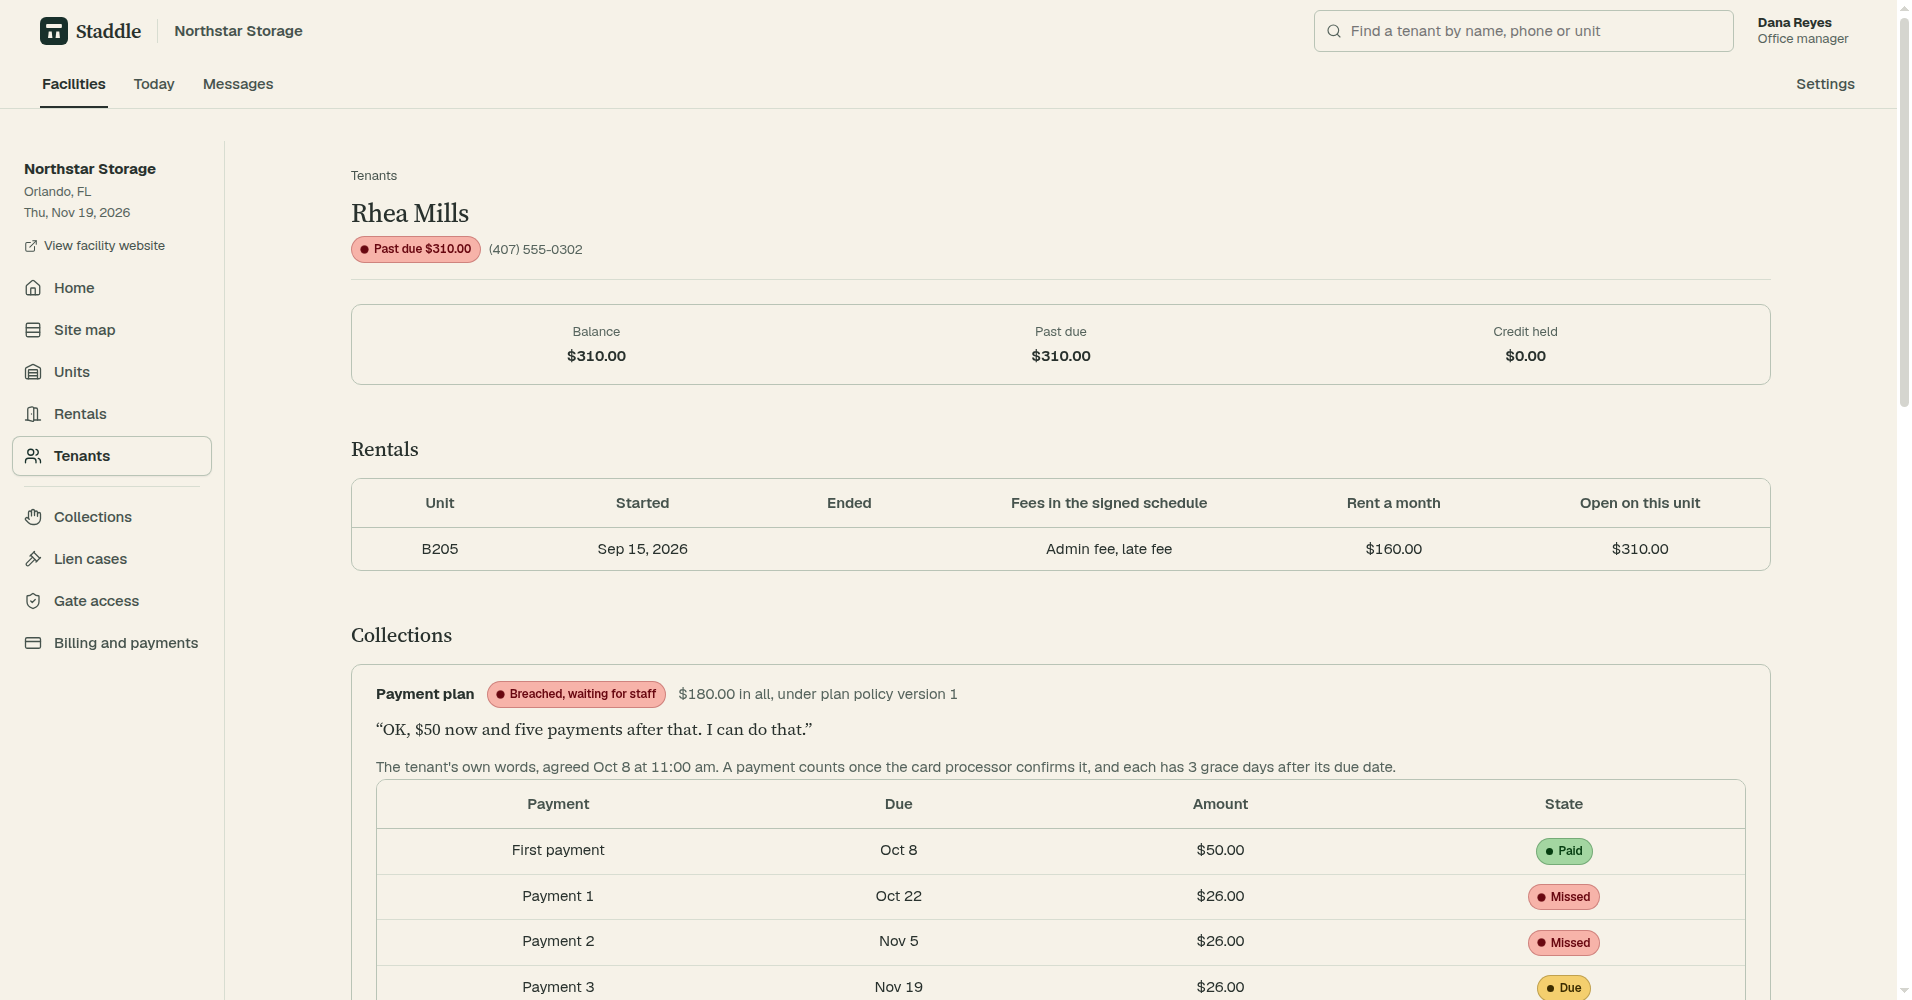 Staddle
Northstar Storage
Find a tenant by name, phone or unit
Dana Reyes
Office manager
Facilities
Today
Messages
Settings
Northstar Storage
Orlando, FL
Thu, Nov 19, 2026
View facility website
Home
Site map
Units
Rentals
Tenants
Collections
Lien cases
Gate access
Billing and payments
Tenants
Rhea Mills
Past due $310.00 (407) 555-0302
Balance Past due Credit held
$310.00 $310.00 $0.00
Rentals
Unit Started Ended Fees in the signed schedule Rent a month Open on this unit
B205 Sep 15, 2026 Admin fee, late fee $160.00 $310.00
Collections
Payment plan Breached, waiting for staff $180.00 in all, under plan policy version 1
“OK, $50 now and five payments after that. I can do that.”
The tenant's own words, agreed Oct 8 at 11:00 am. A payment counts once the card processor confirms it, and each has 3 grace days after its due date.
Payment Due Amount State
First payment Oct 8 $50.00 Paid
Payment 1 Oct 22 $26.00 Missed
Payment 2 Nov 5 $26.00 Missed
Payment 3 Nov 19 $26.00 Due